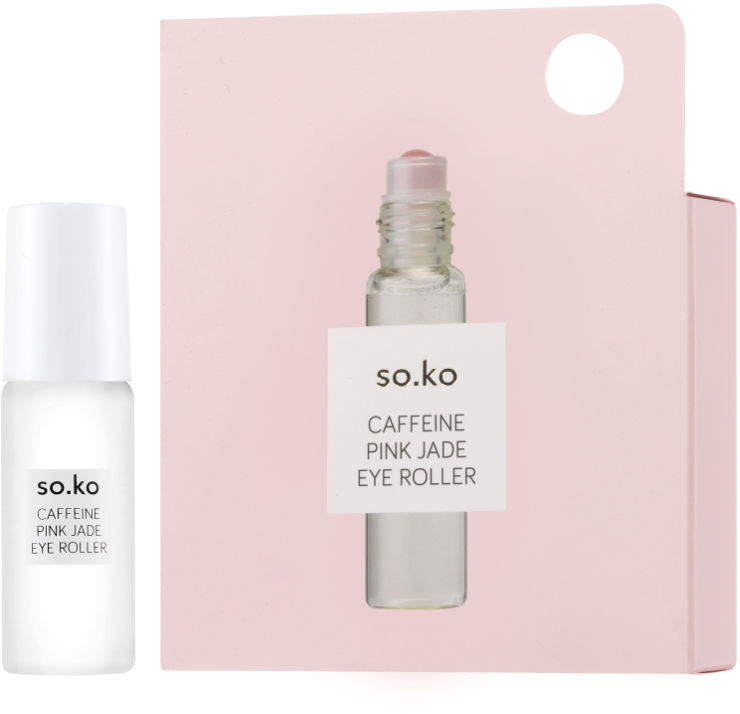 so.ko
CAFFEINE
PINK JADE
EYE ROLLER
so.ko
CAFFEINE
PINK JADE
EYE ROLLER